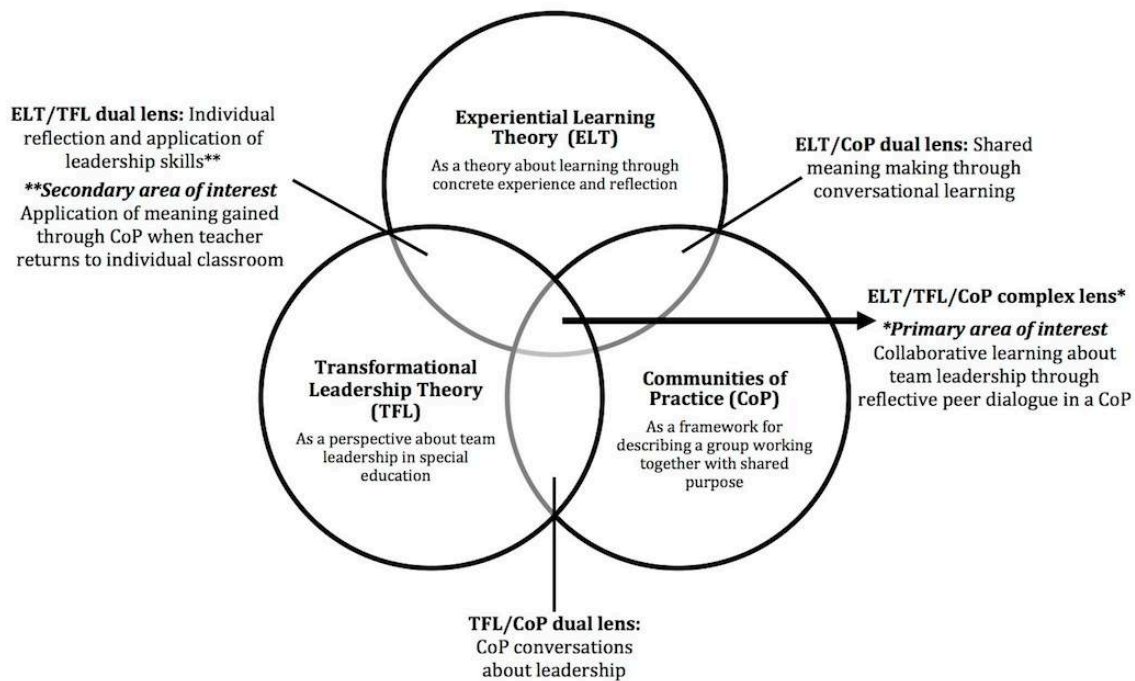 Experiential Learning
Theory (ELT)
As a theory about learning through
concrete experience and reflection
ELT/TFL dual lens: Individual
reflection and application of
leadership skills**
**Secondary area of interest
Application of meaning gained
through CoP when teacher
returns to individual classroom
ELT/CoP dual lens: Shared
meaning making through
conversational learning
ELT/TFL/CoP complex lens*
*Primary area of interest
Collaborative learning about
team leadership through
reflective peer dialogue in a CoP
Transformational
Leadership Theory
(TFL)
As a perspective about team
leadership in special
education
Communities of
Practice (CoP)
As a framework for
describing a group working
together with shared
purpose
TFL/CoP dual lens:
CoP conversations
about leadership